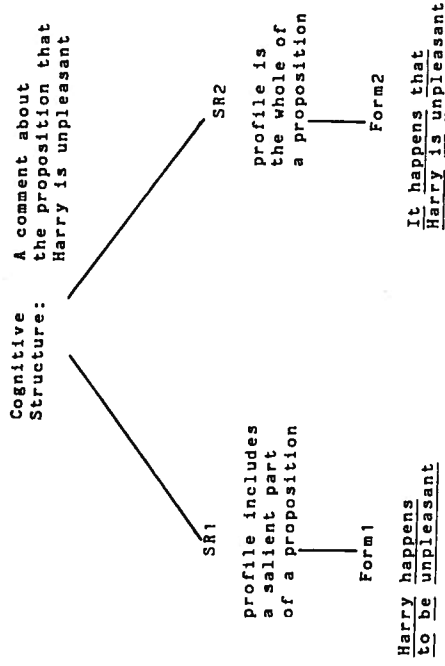 Cognitive
Structure:
A comment about
the proposition that
Harry is unpleasant
SR1
profile includes
a salient part
of a proposition
Form1
Harry happens
to be unpleasant
SR2
profile is
the whole of
a proposition
Form2
It happens that
Harry is unpleasant